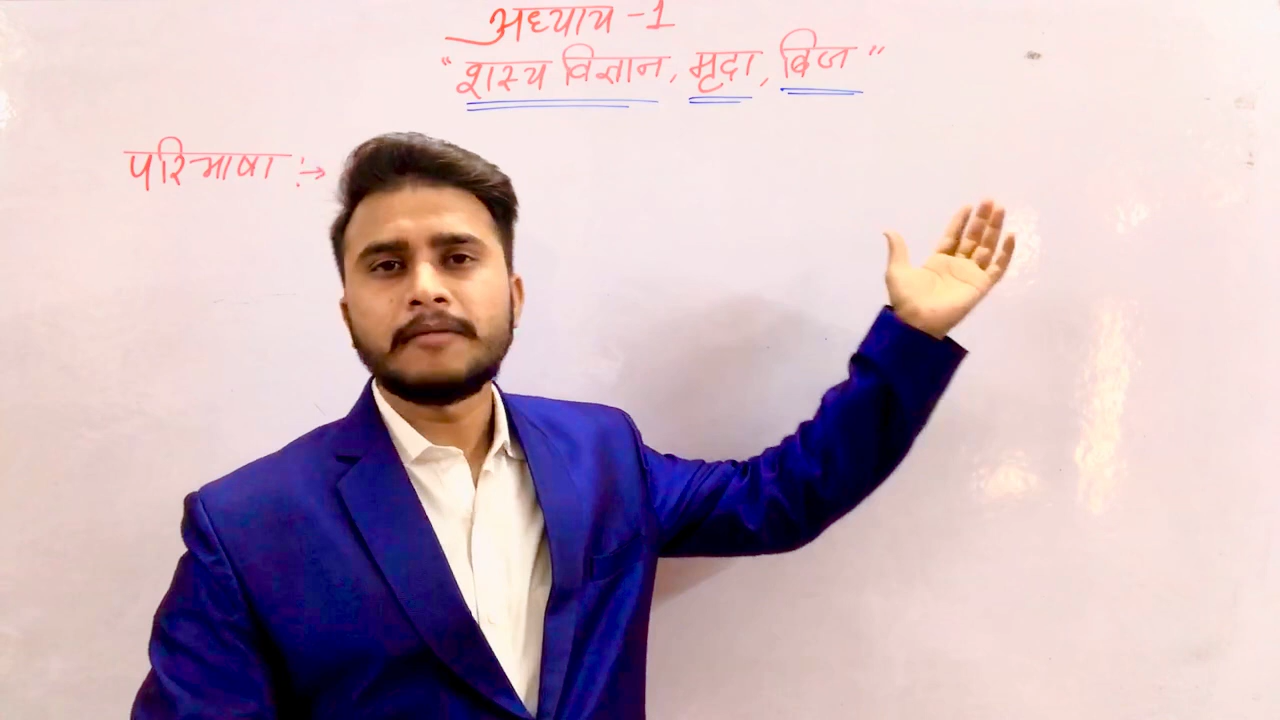 अध्याय -1
"शस्य विज्ञान, मृदा, बिज"
परिभाषा :→